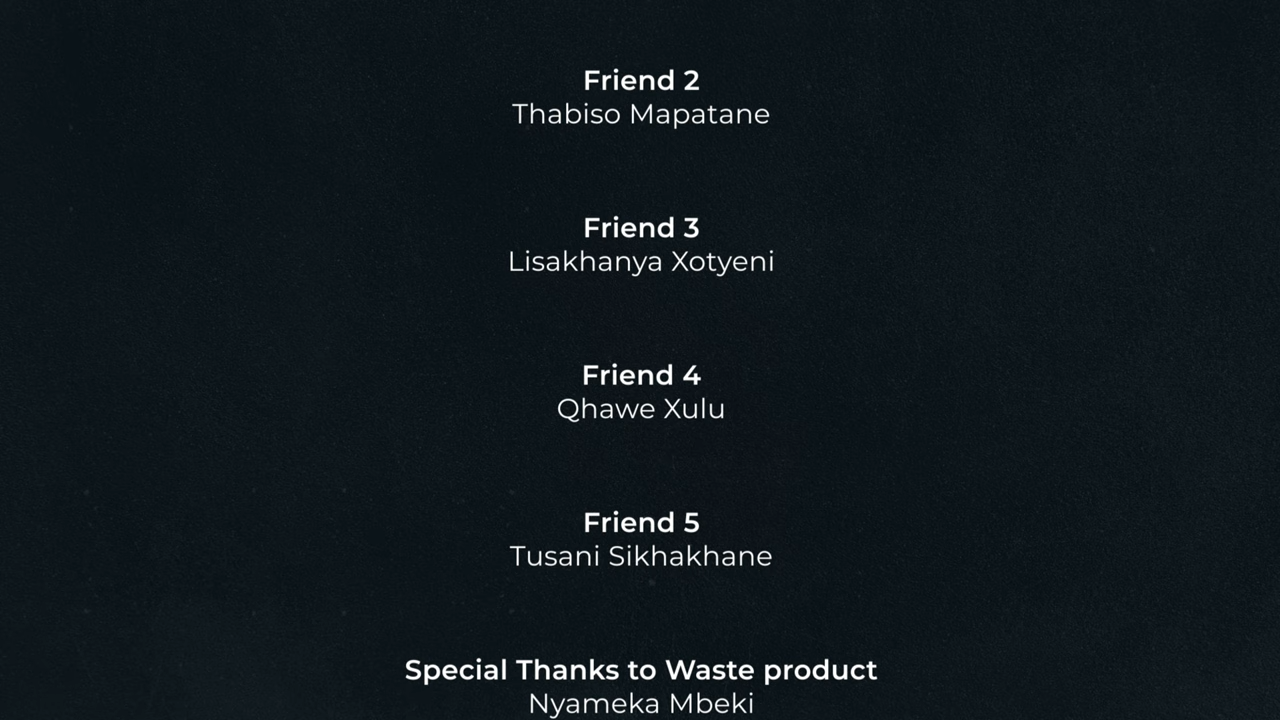 Friend 2
Thabiso Mapatane
Friend 3
Lisakhanya Xotyeni
Friend 4
Qhawe Xulu
Friend 5
Tusani Sikhakhane
Special Thanks to Waste product
Nyameka Mbeki